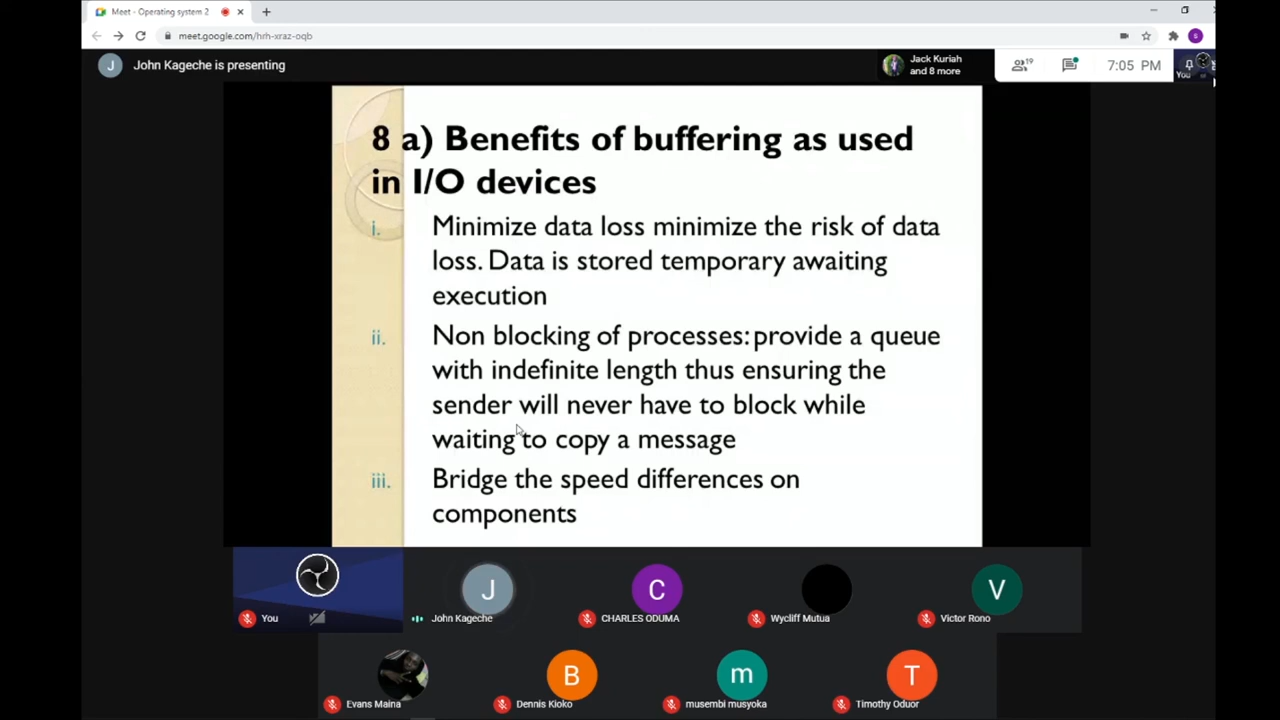 Meet - Operating system 2
meet.google.com/hrh-xraz-oqb
John Kageche is presenting
Jack Kuriah
and 8 more
19
7:05 PM
You
8 a) Benefits of buffering as used
in I/O devices
i. Minimize data loss minimize the risk of data
loss. Data is stored temporary awaiting
execution
ii. Non blocking of processes: provide a queue
with indefinite length thus ensuring the
sender will never have to block while
waiting to copy a message
iii. Bridge the speed differences on
components
You
John Kageche
CHARLES ODUMA
Wycliff Mutua
Victor Rono
Evans Maina
Dennis Kioko
musembi musyoka
Timothy Oduor
J
S
J
C
V
B
m
T